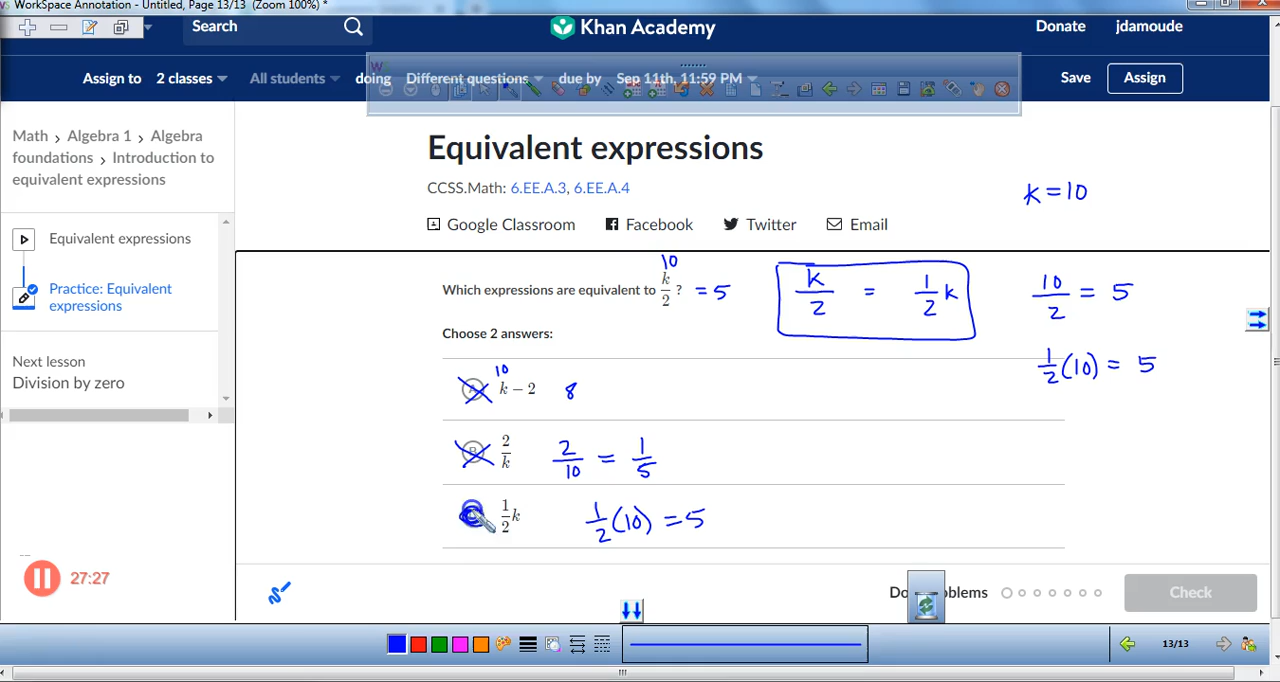 WorkSpace Annotation - Untitled, Page 13/13 (Zoom 100%) *
Search
Khan Academy
Donate
jdamoude
Assign to 2 classes All students doing Different questions due by Sep 11th, 11:59 PM
Save
Assign
Math > Algebra 1 > Algebra
foundations > Introduction to
equivalent expressions
Equivalent expressions
Practice: Equivalent
expressions
Next lesson
Division by zero
Equivalent expressions
CCSS.Math: 6.EE.A.3, 6.EE.A.4
Google Classroom Facebook Twitter Email
k = 10
10
Which expressions are equivalent to k/2 ? = 5
k/2 = 1/2 k
10/2 = 5
1/2 (10) = 5
Choose 2 answers:
10
A k − 2 8
B 2/k 2/10 = 1/5
1/2 k 1/2 (10) = 5
27:27
Check
13/13